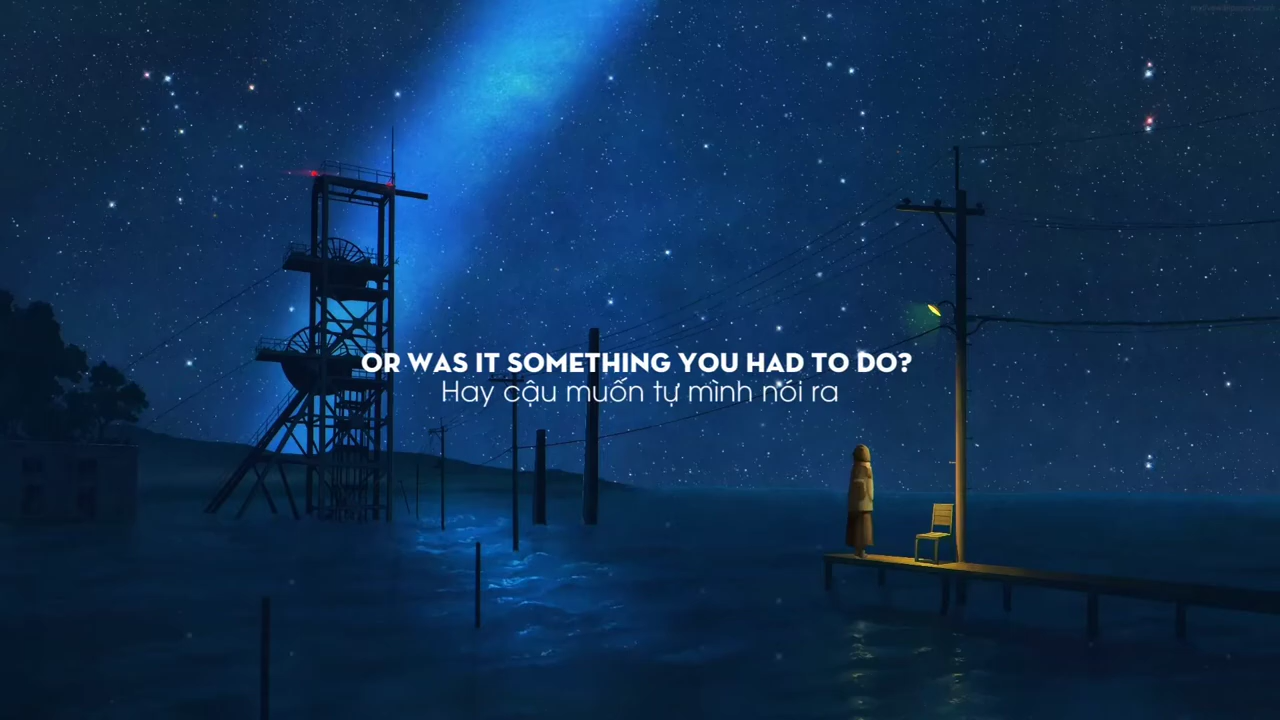 OR WAS IT SOMETHING YOU HAD TO DO?
Hay cậu muốn tự mình nói ra